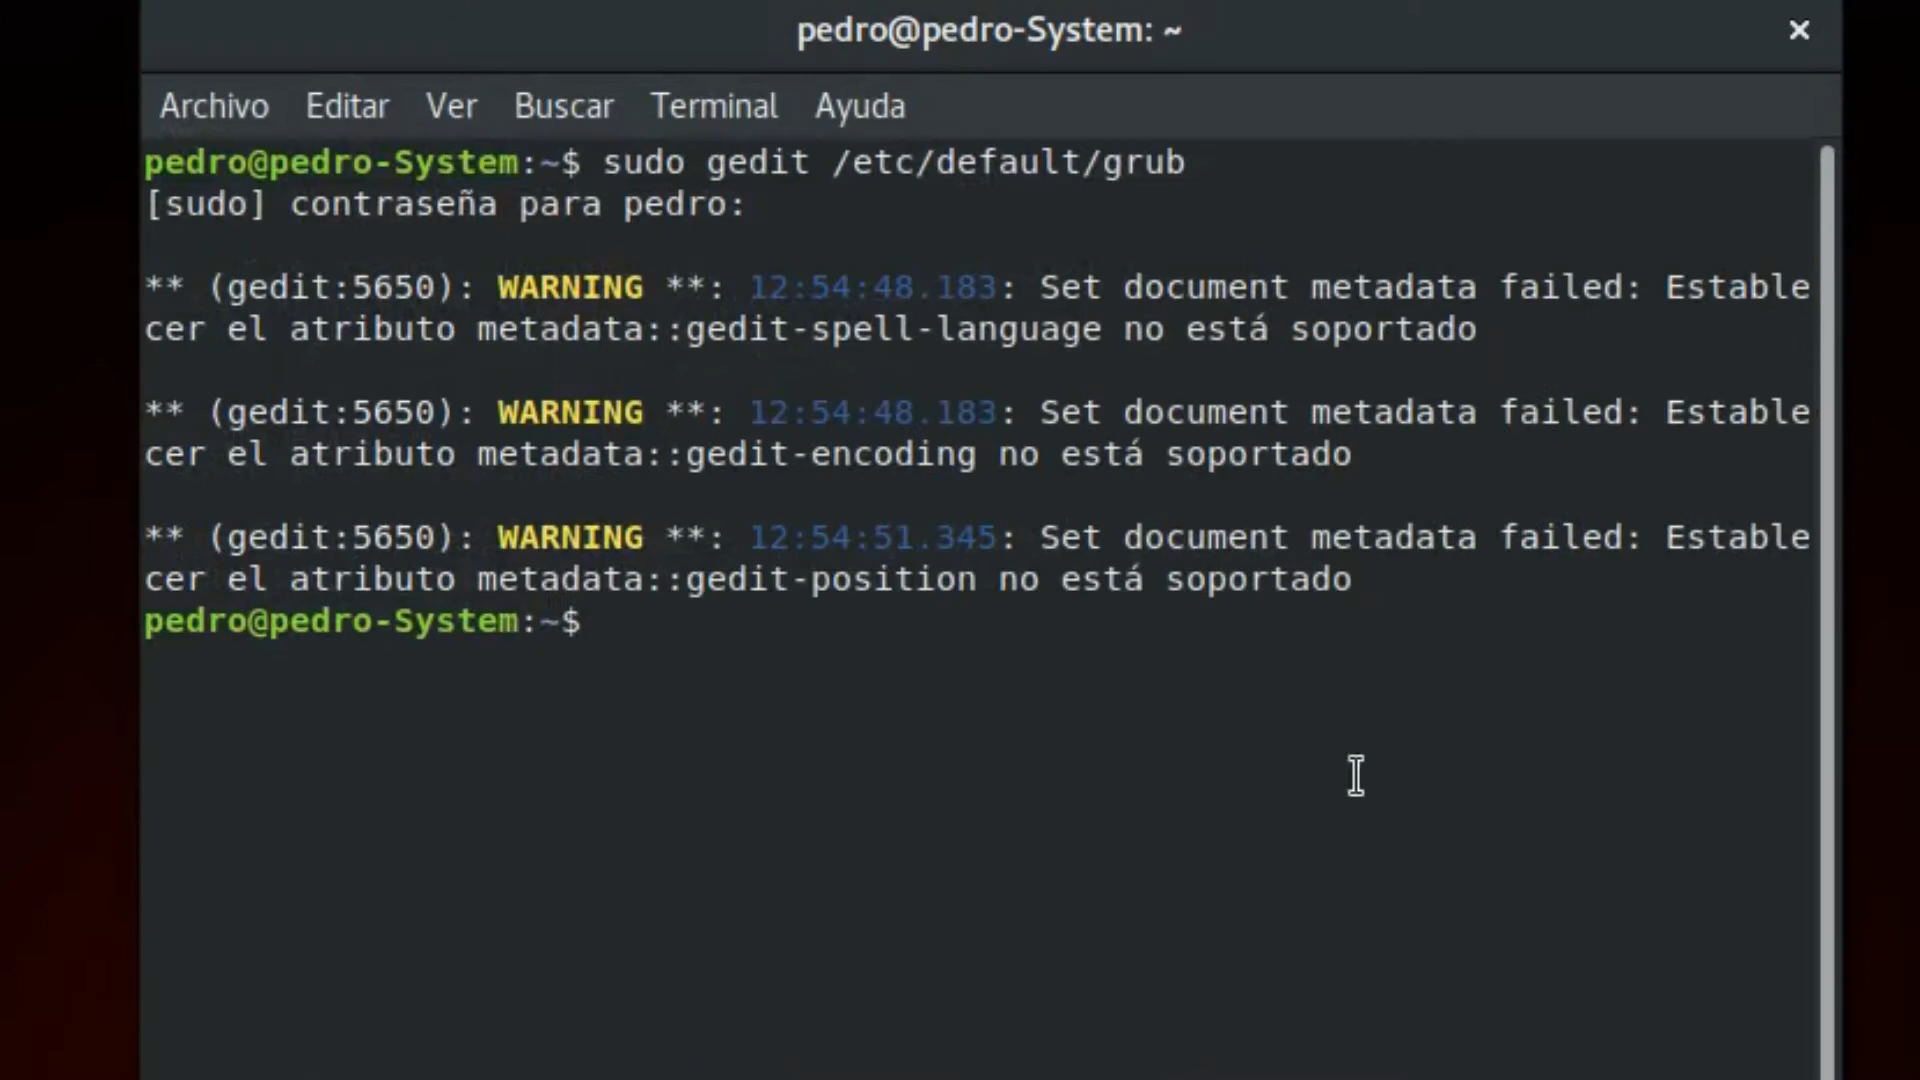 pedro@pedro-System: ~
×
Archivo Editar Ver Buscar Terminal Ayuda
pedro@pedro-System:~$ sudo gedit /etc/default/grub
[sudo] contraseña para pedro:
** (gedit:5650): WARNING **: 12:54:48.183: Set document metadata failed: Estable
cer el atributo metadata::gedit-spell-language no está soportado
** (gedit:5650): WARNING **: 12:54:48.183: Set document metadata failed: Estable
cer el atributo metadata::gedit-encoding no está soportado
** (gedit:5650): WARNING **: 12:54:51.345: Set document metadata failed: Estable
cer el atributo metadata::gedit-position no está soportado
pedro@pedro-System:~$